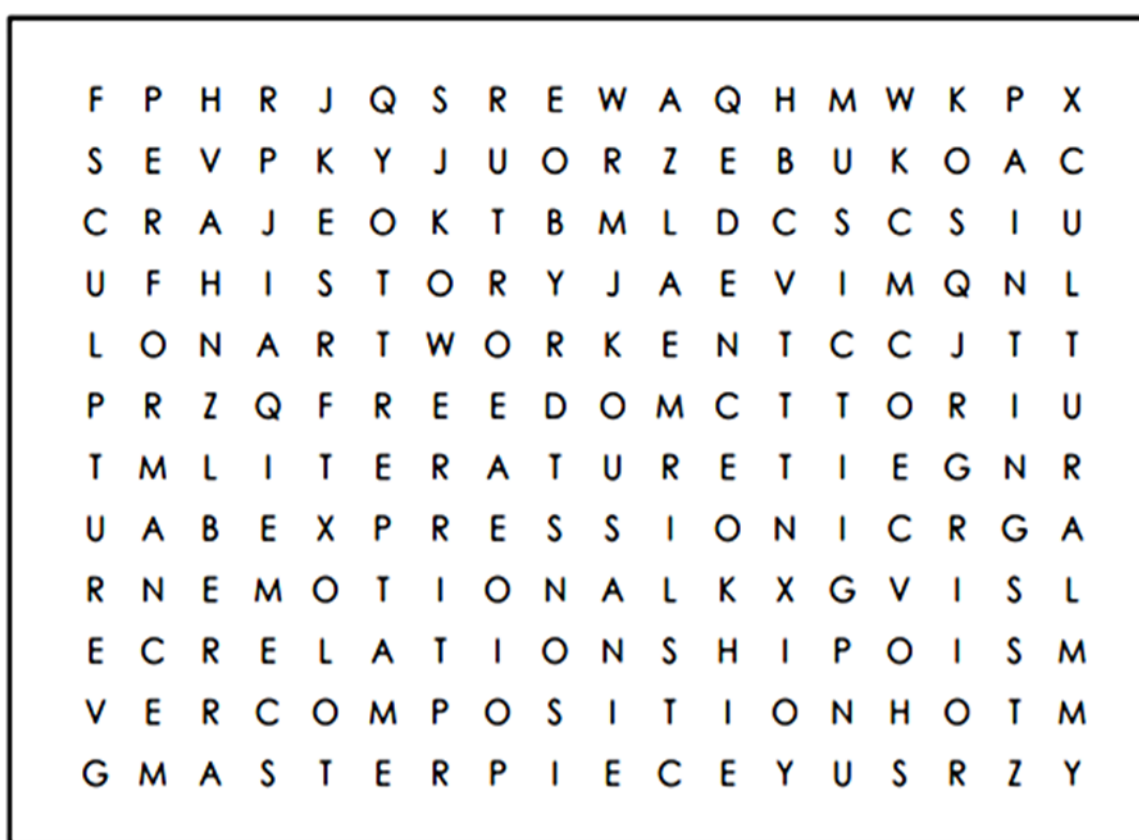 F P H R J Q S R E W A Q H M W K P X
S E V P K Y J U O R Z E B U K O A C
C R A J E O K T B M L D C S C S I U
U F H I S T O R Y J A E V I M Q N L
L O N A R T W O R K E N T C C J T T
P R Z Q F R E E D O M C T T O R I U
T M L I T E R A T U R E T I E G N R
U A B E X P R E S S I O N I C R G A
R N E M O T I O N A L K X G V I S L
E C R E L A T I O N S H I P O I S M
V E R C O M P O S I T I O N H O T M
G M A S T E R P I E C E Y U S R Z Y